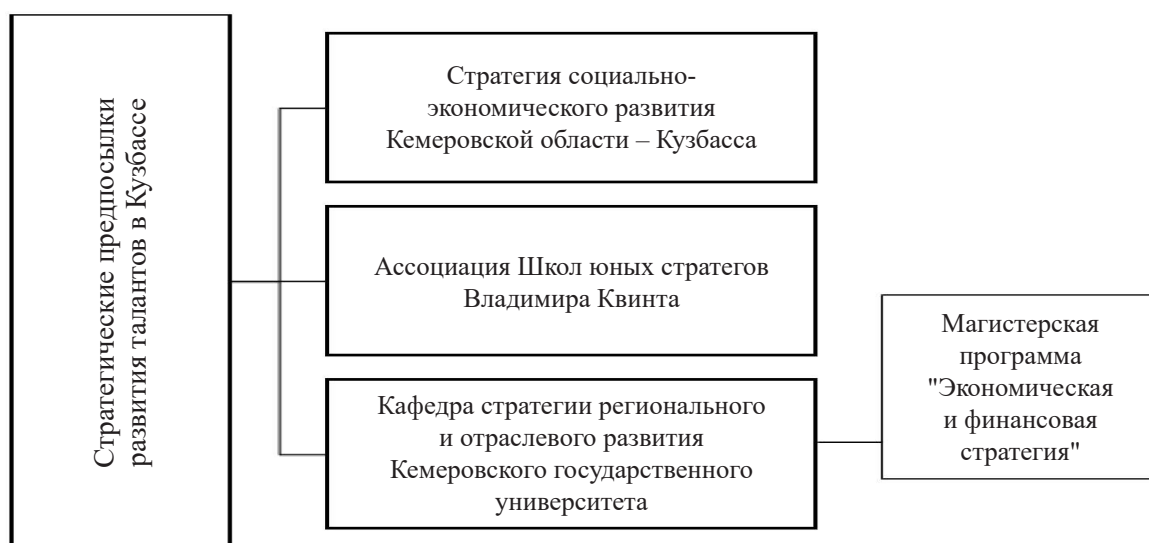 Стратегические предпосылки
развития талантов в Кузбассе
Стратегия социально-
экономического развития
Кемеровской области – Кузбасса
Ассоциация Школ юных стратегов
Владимира Квинта
Кафедра стратегии регионального
и отраслевого развития
Кемеровского государственного
университета
Магистерская
программа
"Экономическая
и финансовая
стратегия"